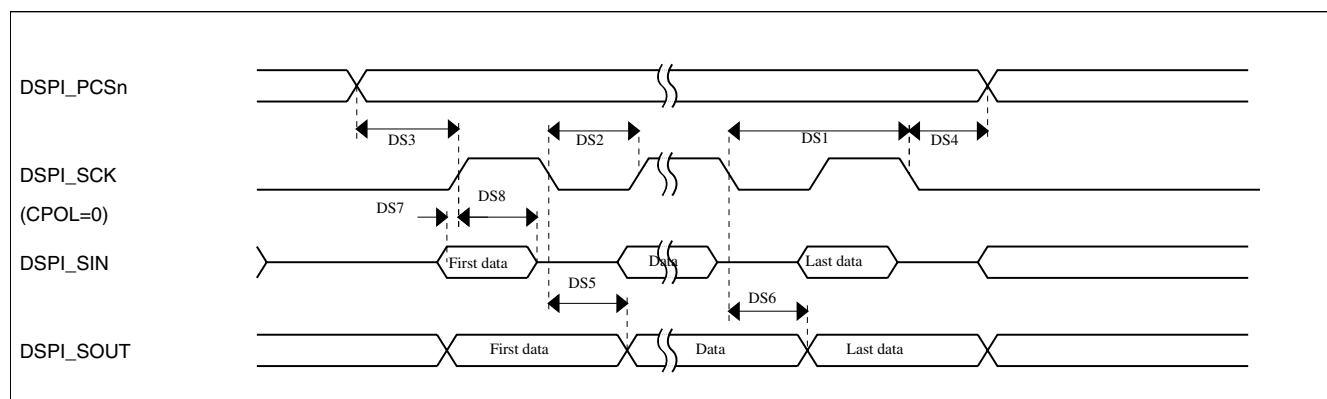 DSPI_PCSn
DS3
DS2
DS1
DS4
DSPI_SCK
(CPOL=0)
DS7
DS8
DSPI_SIN
First data
Data
Last data
DS5
DS6
DSPI_SOUT
First data
Data
Last data